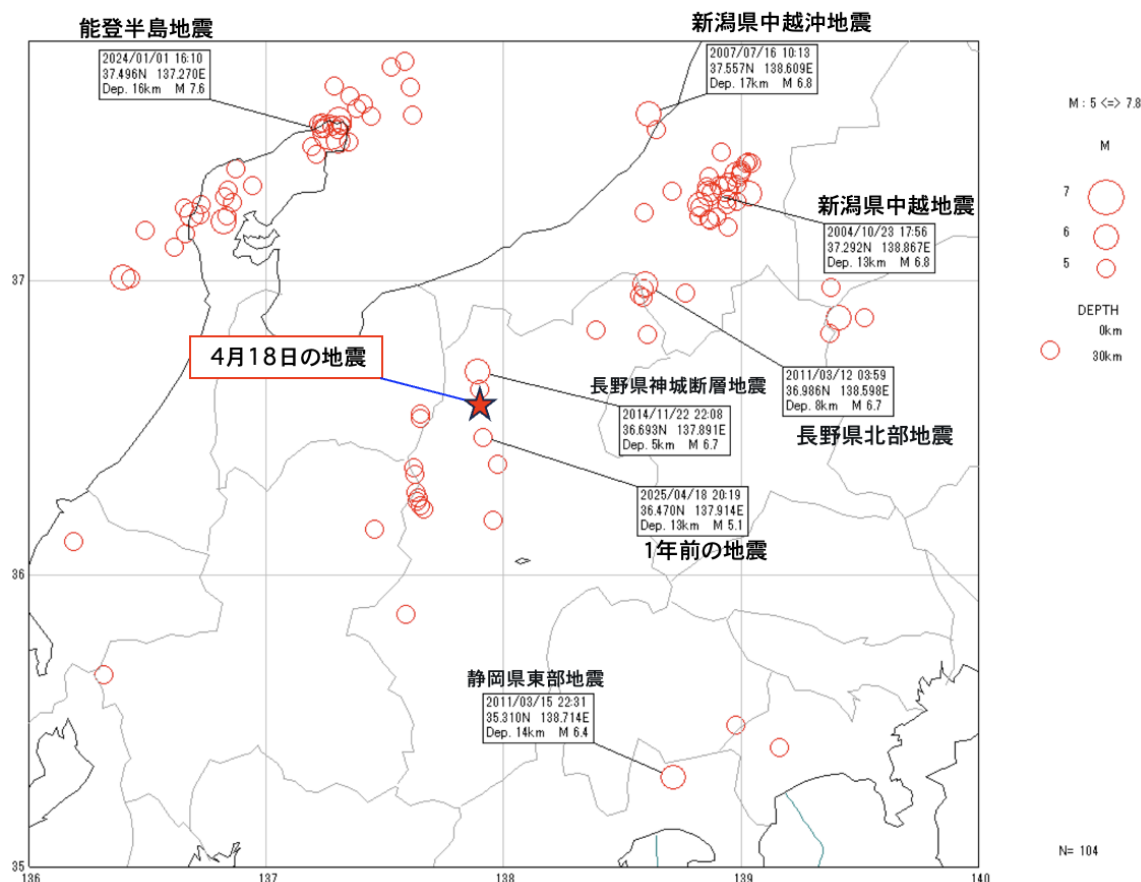 能登半島地震
2024/01/01 16:10
37.496N 137.270E
Dep. 16km M 7.6
新潟県中越沖地震
2007/07/16 10:13
37.557N 138.609E
Dep. 17km M 6.8
M : 5 <=> 7.8
M
7
6
5
DEPTH
0km
30km
新潟県中越地震
2004/10/23 17:56
37.292N 138.867E
Dep. 13km M 6.8
37
4月18日の地震
長野県神城断層地震
2014/11/22 22:08
36.693N 137.891E
Dep. 5km M 6.7
2011/03/12 03:59
36.986N 138.598E
Dep. 8km M 6.7
長野県北部地震
2025/04/18 20:19
36.470N 137.914E
Dep. 13km M 5.1
1年前の地震
36
静岡県東部地震
2011/03/15 22:31
35.310N 138.714E
Dep. 14km M 6.4
N= 104
35
136
137
138
139
140